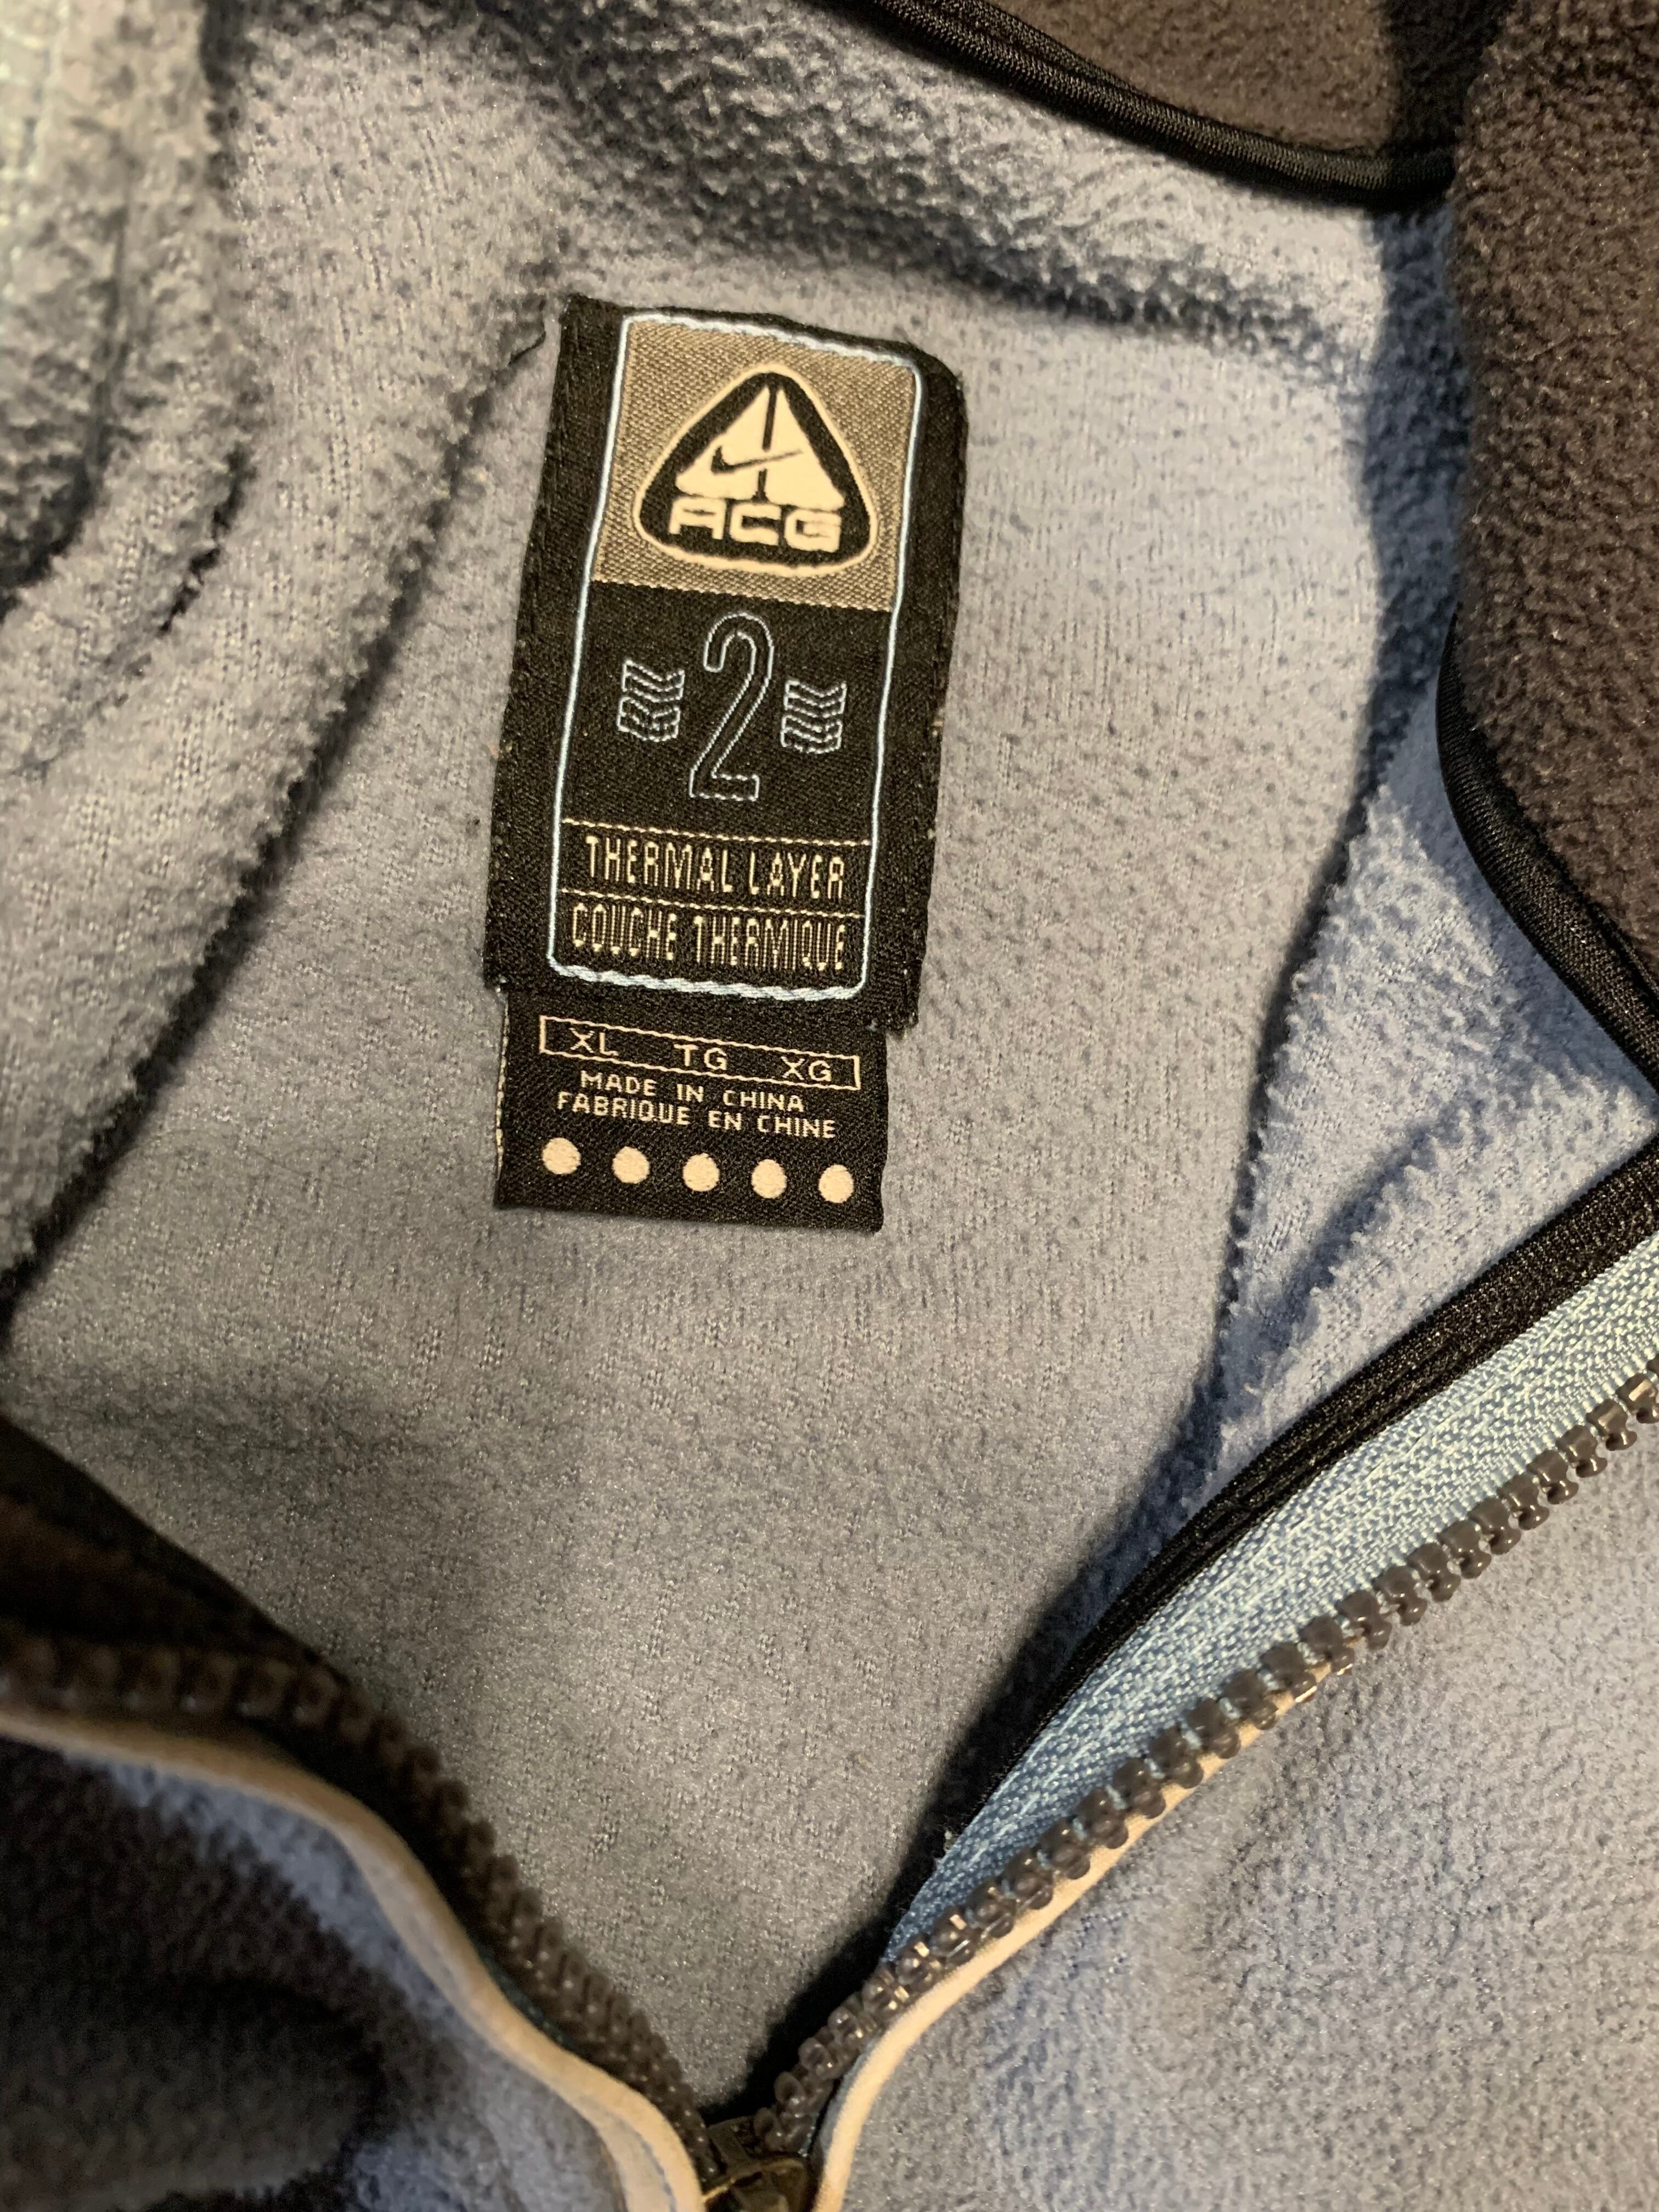 ACG
2
THERMAL LAYER
COUCHE THERMIQUE
XL TG XG
MADE IN CHINA
FABRIQUE EN CHINE